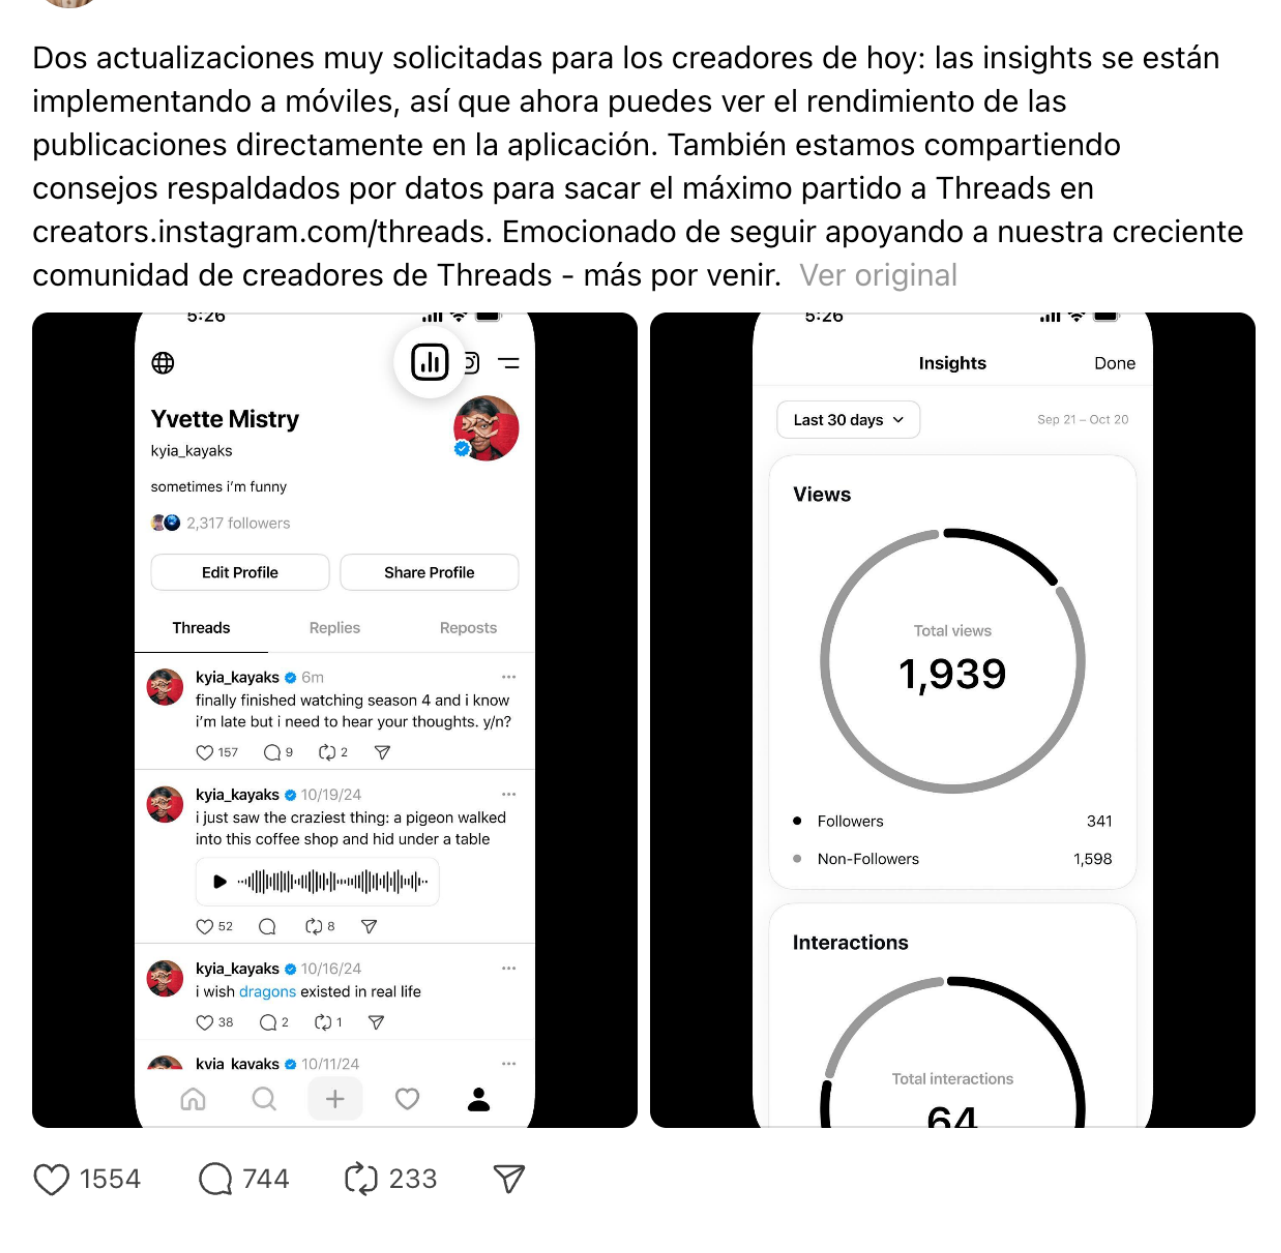 Dos actualizaciones muy solicitadas para los creadores de hoy: las insights se están
implementando a móviles, así que ahora puedes ver el rendimiento de las
publicaciones directamente en la aplicación. También estamos compartiendo
consejos respaldados por datos para sacar el máximo partido a Threads en
creators.instagram.com/threads. Emocionado de seguir apoyando a nuestra creciente
comunidad de creadores de Threads - más por venir. Ver original
5:26
Yvette Mistry
kyia_kayaks
sometimes i'm funny
2,317 followers
Edit Profile
Share Profile
Threads
Replies
Reposts
kyia_kayaks 6m
finally finished watching season 4 and i know
i'm late but i need to hear your thoughts. y/n?
157 9 2
kyia_kayaks 10/19/24
i just saw the craziest thing: a pigeon walked
into this coffee shop and hid under a table
52 8
kyia_kayaks 10/16/24
i wish dragons existed in real life
38 2 1
kyia_kayaks 10/11/24
5:26
Insights
Done
Last 30 days
Sep 21 – Oct 20
Views
Total views
1,939
Followers 341
Non-Followers 1,598
Interactions
Total interactions
64
1554 744 233